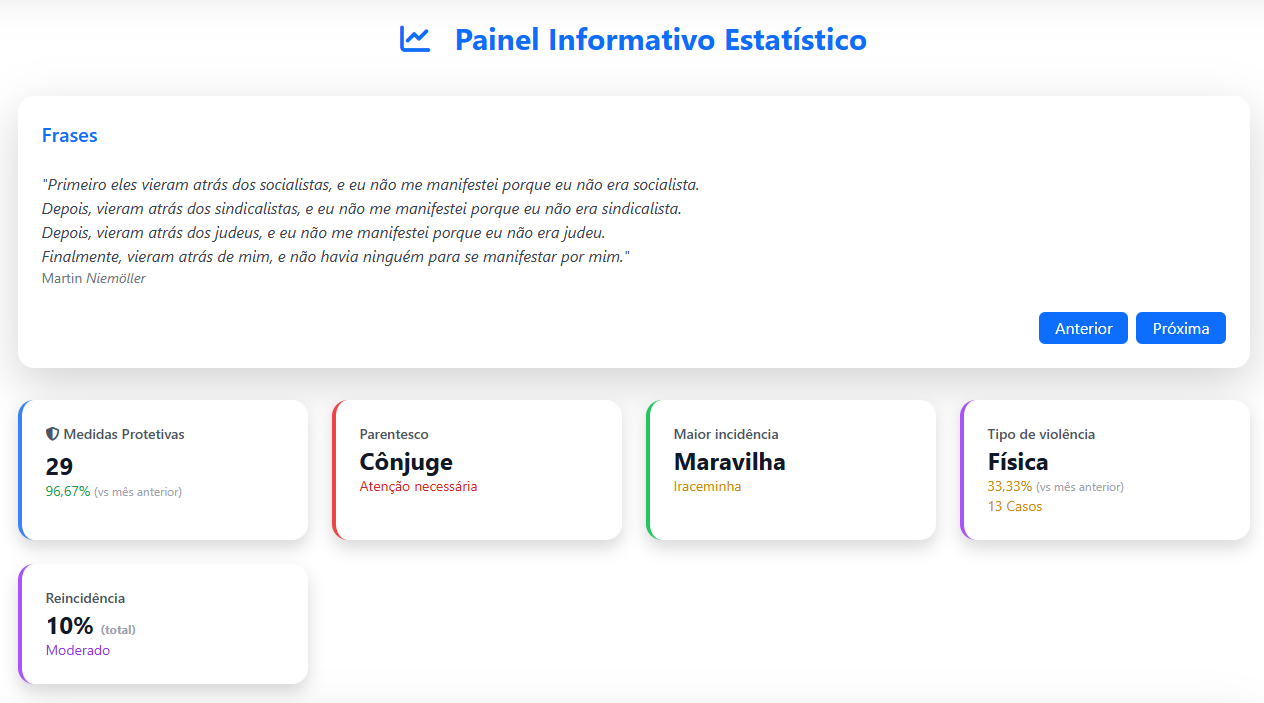 Painel Informativo Estatístico
Frases
"Primeiro eles vieram atrás dos socialistas, e eu não me manifestei porque eu não era socialista.
Depois, vieram atrás dos sindicalistas, e eu não me manifestei porque eu não era sindicalista.
Depois, vieram atrás dos judeus, e eu não me manifestei porque eu não era judeu.
Finalmente, vieram atrás de mim, e não havia ninguém para se manifestar por mim."
Martin Niemöller
Anterior
Próxima
Medidas Protetivas
29
96,67% (vs mês anterior)
Parentesco
Cônjuge
Atenção necessária
Maior incidência
Maravilha
Iraceminha
Tipo de violência
Física
33,33% (vs mês anterior)
13 Casos
Reincidência
10% (total)
Moderado